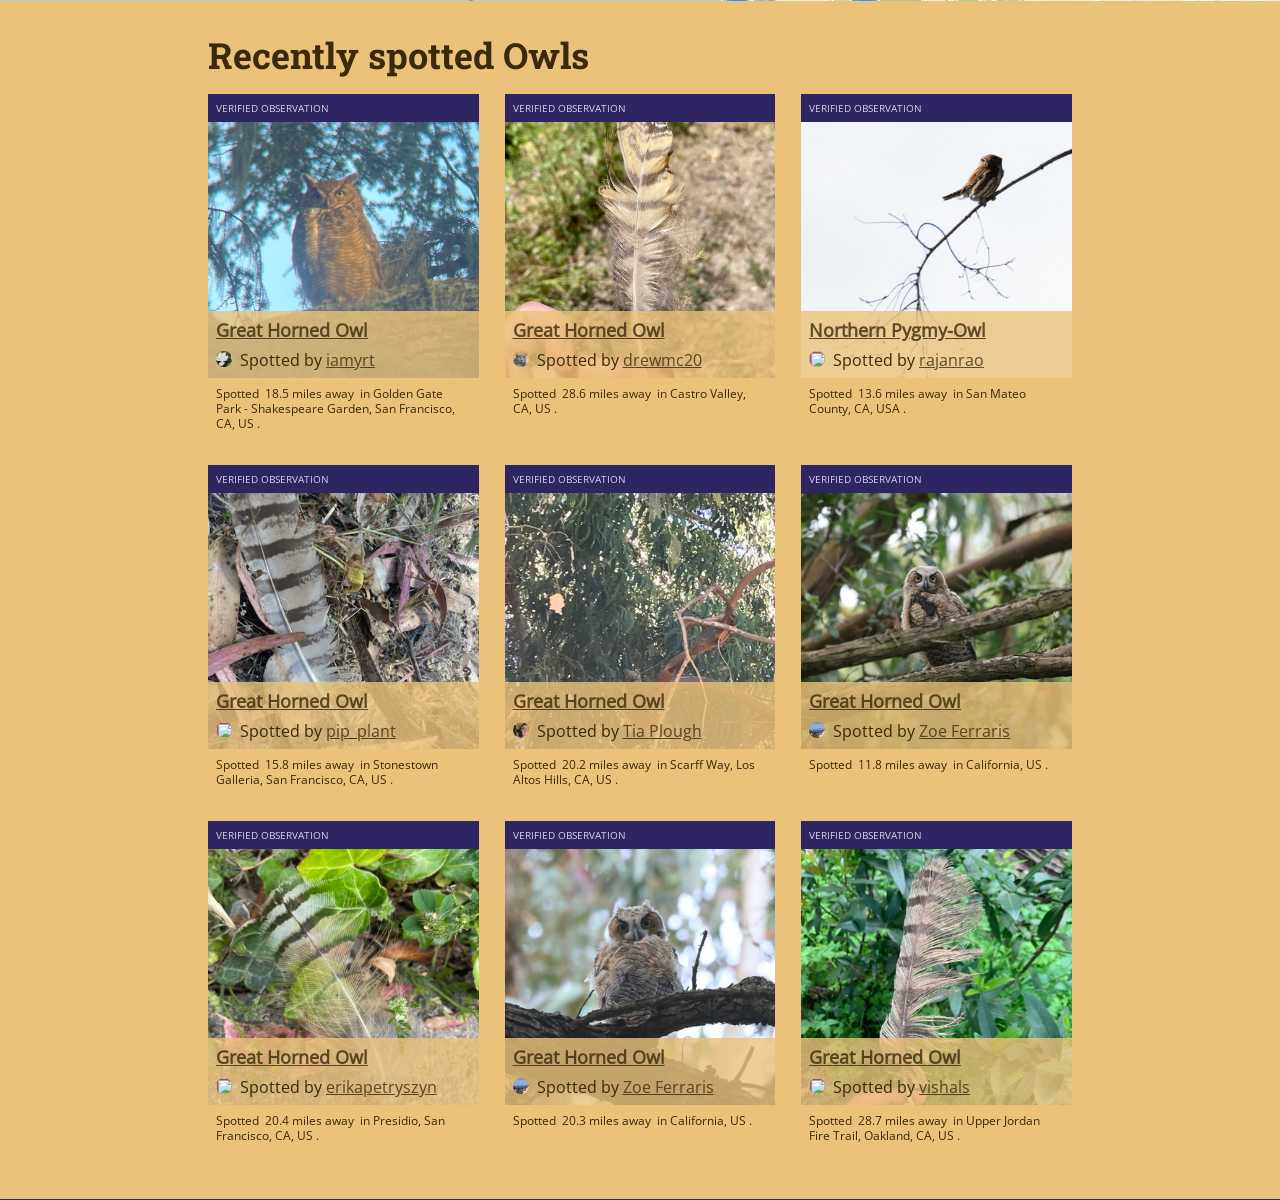 Recently spotted Owls
VERIFIED OBSERVATION
Great Horned Owl
Spotted by iamyrt
Spotted 18.5 miles away in Golden Gate
Park - Shakespeare Garden, San Francisco,
CA, US .
VERIFIED OBSERVATION
Great Horned Owl
Spotted by drewmc20
Spotted 28.6 miles away in Castro Valley,
CA, US .
VERIFIED OBSERVATION
Northern Pygmy-Owl
Spotted by rajanrao
Spotted 13.6 miles away in San Mateo
County, CA, USA .
VERIFIED OBSERVATION
Great Horned Owl
Spotted by pip_plant
Spotted 15.8 miles away in Stonestown
Galleria, San Francisco, CA, US .
VERIFIED OBSERVATION
Great Horned Owl
Spotted by Tia Plough
Spotted 20.2 miles away in Scarff Way, Los
Altos Hills, CA, US .
VERIFIED OBSERVATION
Great Horned Owl
Spotted by Zoe Ferraris
Spotted 11.8 miles away in California, US .
VERIFIED OBSERVATION
Great Horned Owl
Spotted by erikapetryszyn
Spotted 20.4 miles away in Presidio, San
Francisco, CA, US .
VERIFIED OBSERVATION
Great Horned Owl
Spotted by Zoe Ferraris
Spotted 20.3 miles away in California, US .
VERIFIED OBSERVATION
Great Horned Owl
Spotted by vishals
Spotted 28.7 miles away in Upper Jordan
Fire Trail, Oakland, CA, US .